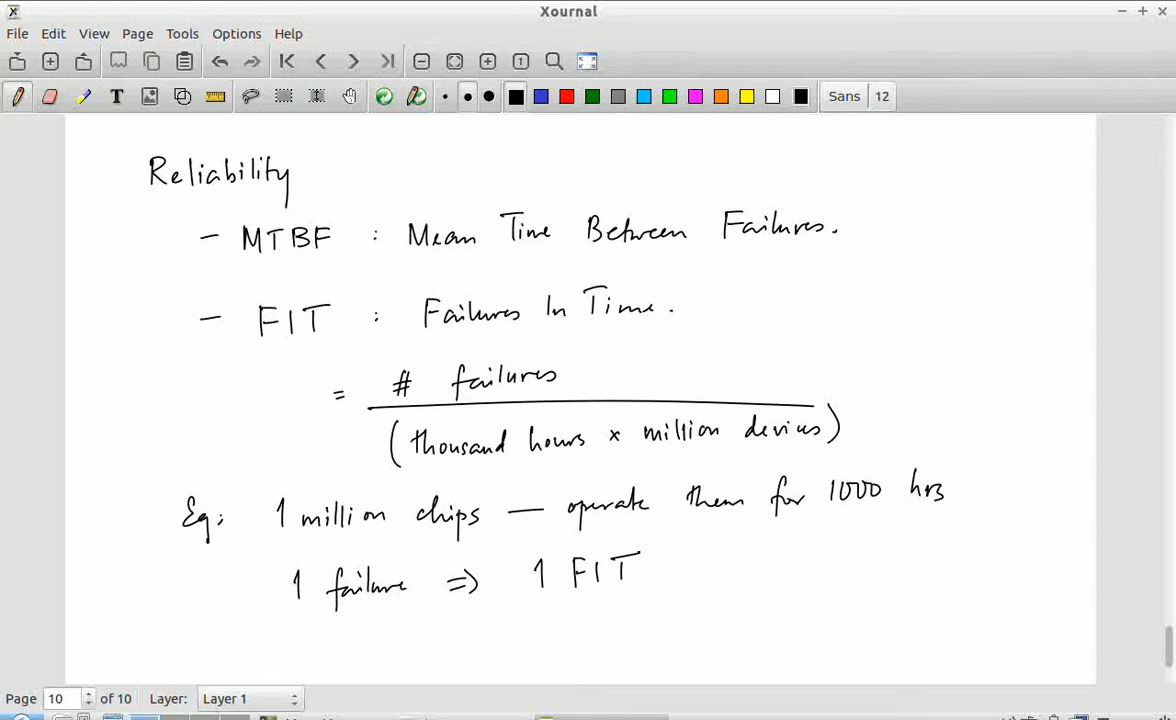 Xournal
File Edit View Page Tools Options Help
Sans 12
Reliability
- MTBF : Mean Time Between Failures.
- FIT : Failures In Time.
= # failures
(thousand hours x million devices)
Eg: 1 million chips — operate them for 1000 hrs
1 failure => 1 FIT
Page 10 of 10 Layer: Layer 1